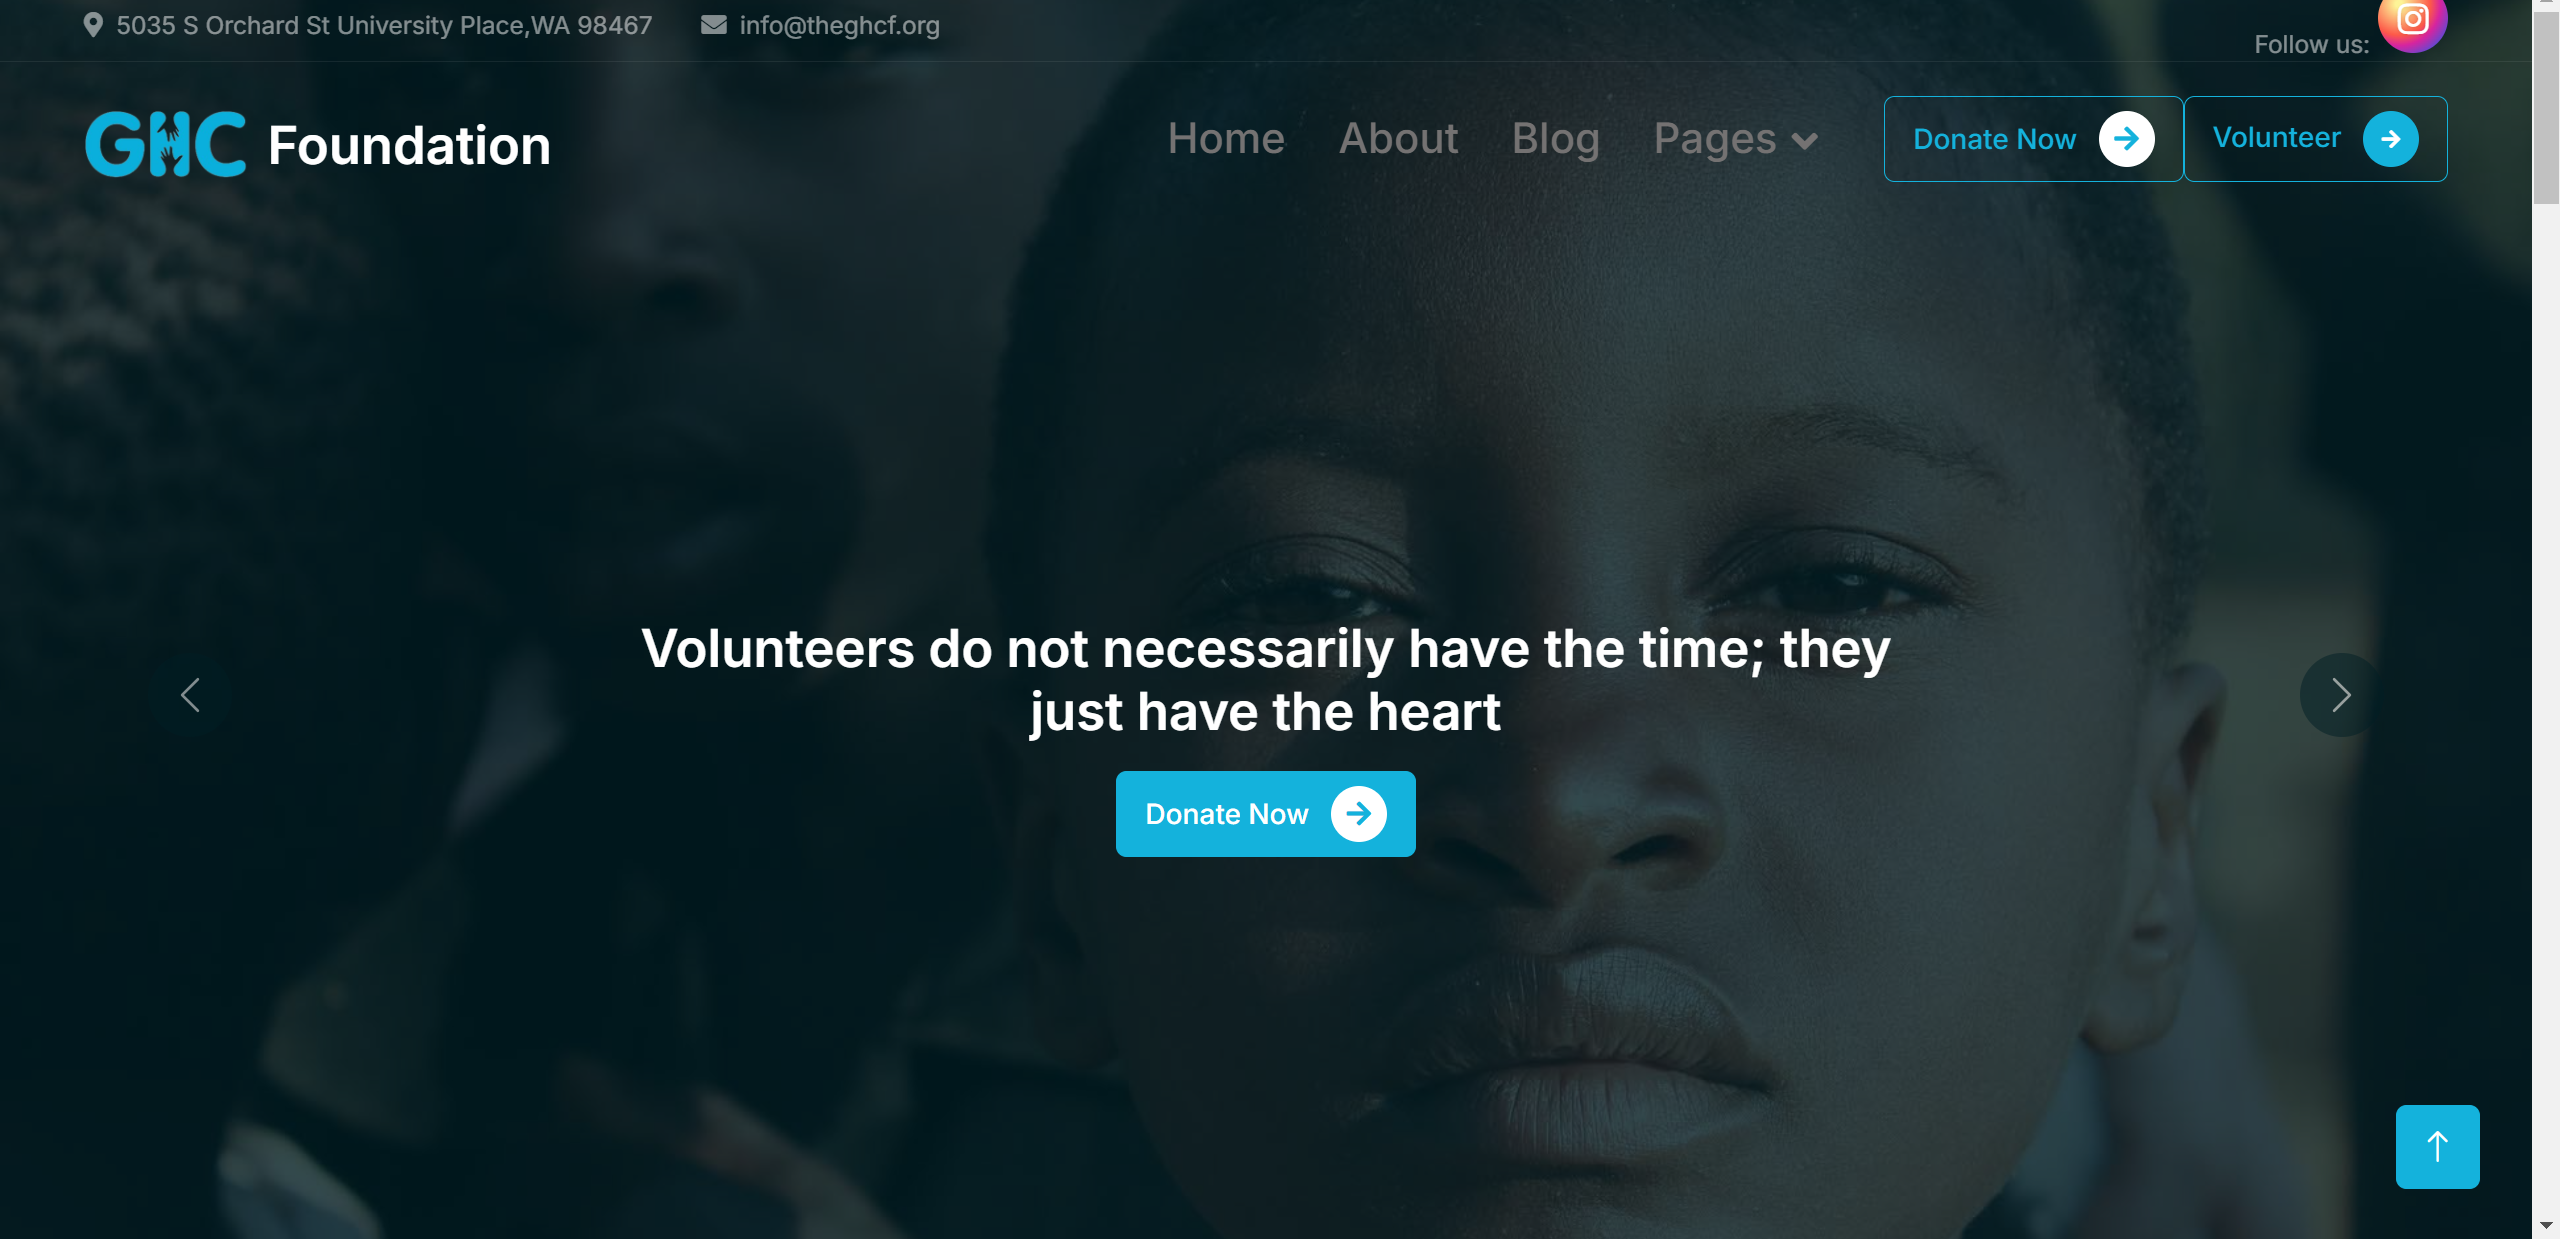 5035 S Orchard St University Place,WA 98467
info@theghcf.org
Follow us:
GHC Foundation
Home
About
Blog
Pages
Donate Now
Volunteer
Volunteers do not necessarily have the time; they
just have the heart
Donate Now